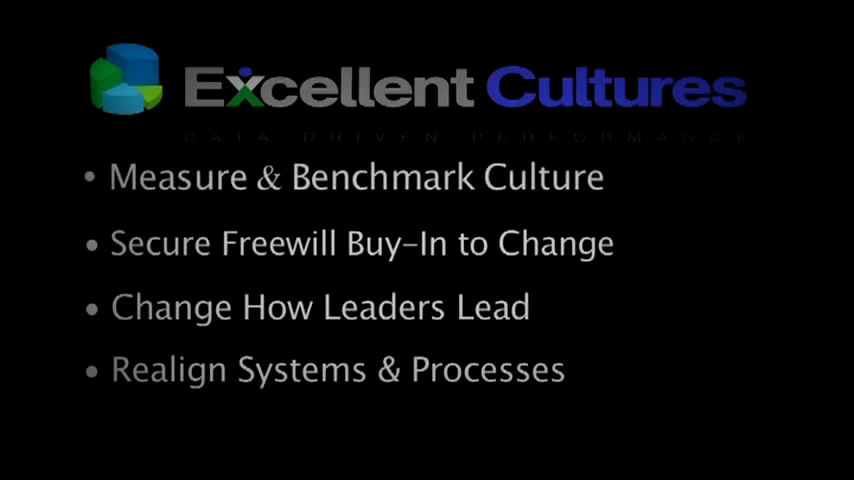 Excellent Cultures
DATA DRIVEN PERFORMANCE
• Measure & Benchmark Culture
• Secure Freewill Buy-In to Change
• Change How Leaders Lead
• Realign Systems & Processes